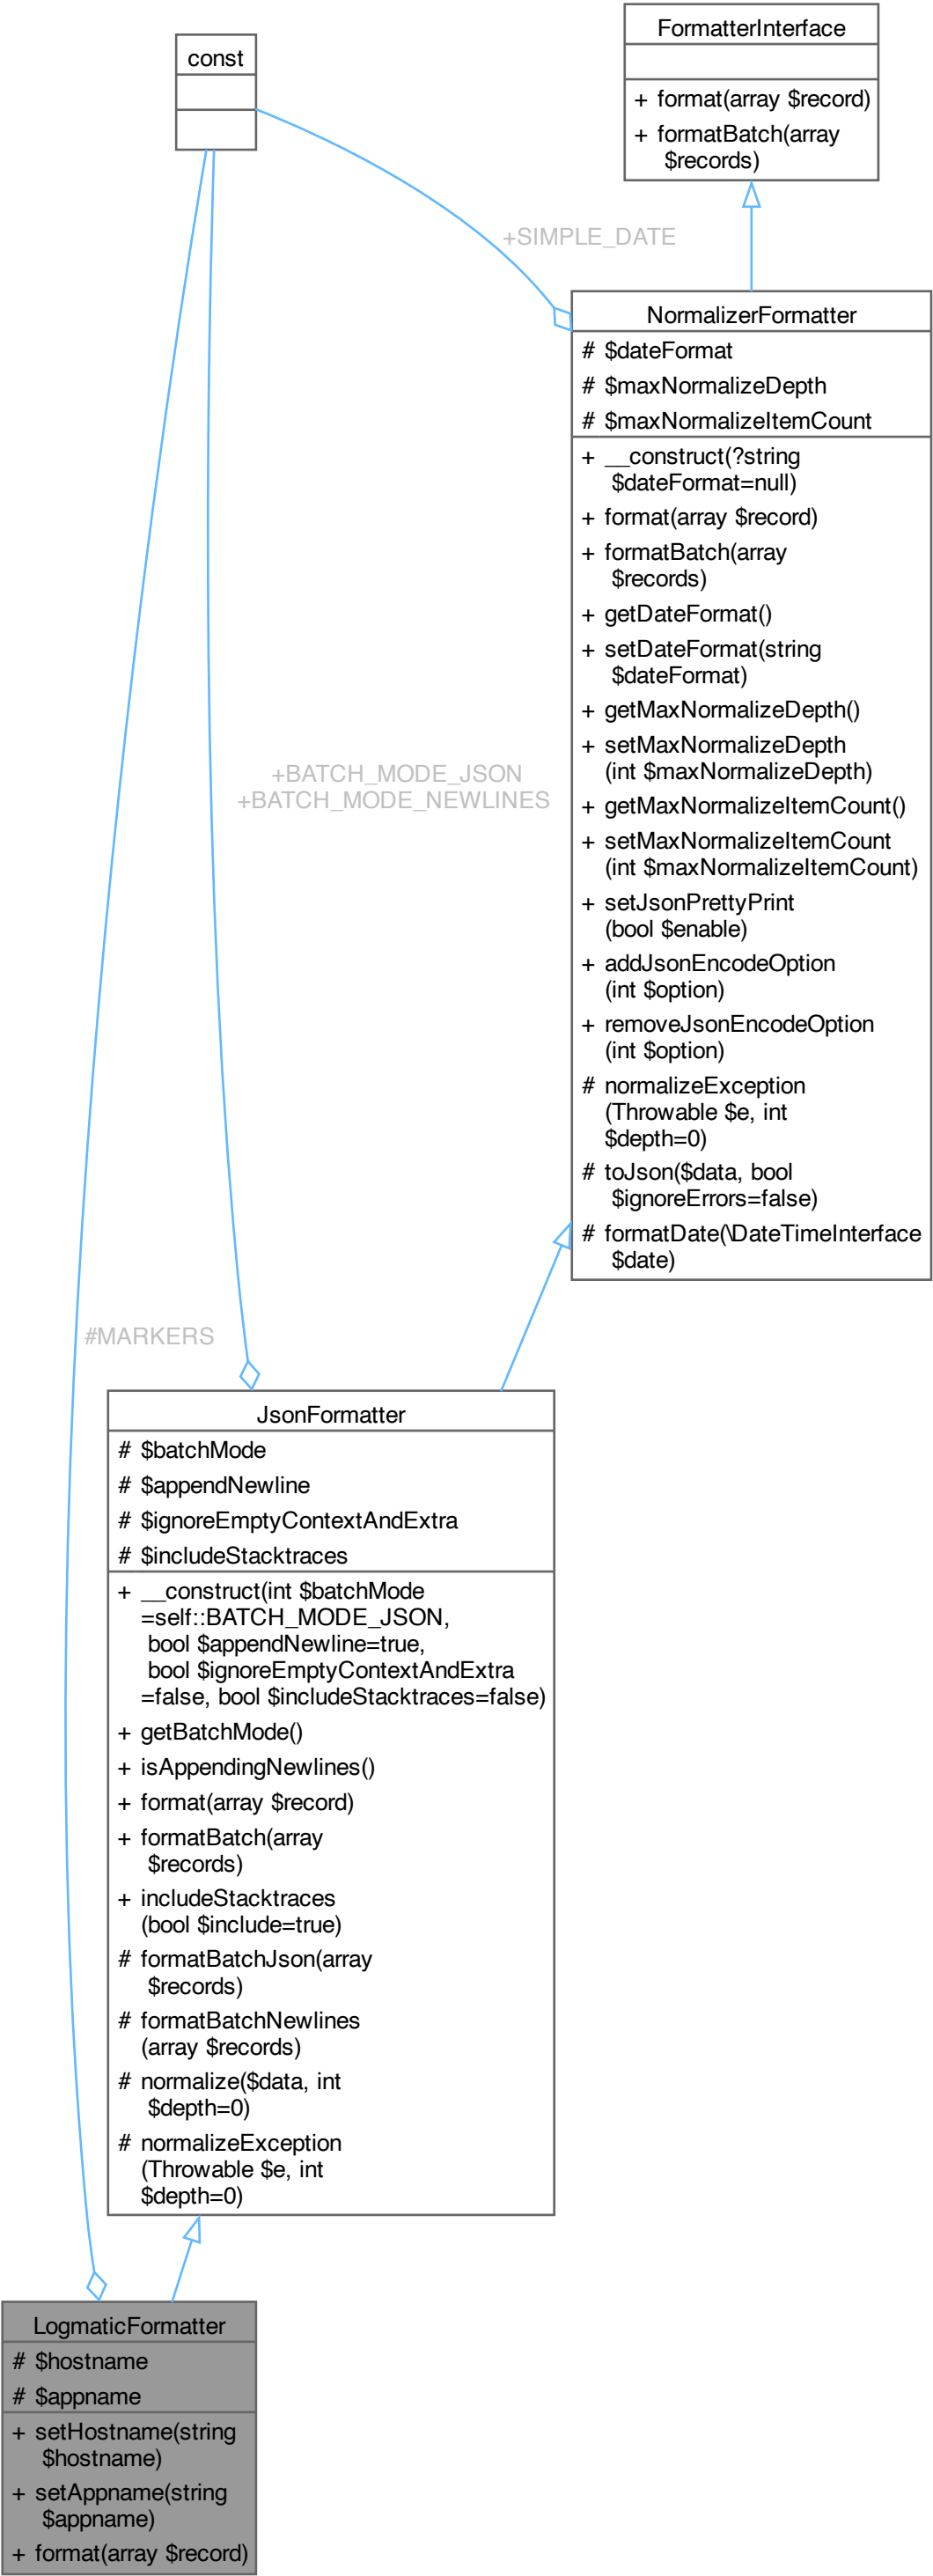 FormatterInterface
+ format(array $record)
+ formatBatch(array
$records)
const
+SIMPLE_DATE
NormalizerFormatter
# $dateFormat
# $maxNormalizeDepth
# $maxNormalizeItemCount
+ __construct(?string
$dateFormat=null)
+ format(array $record)
+ formatBatch(array
$records)
+ getDateFormat()
+ setDateFormat(string
$dateFormat)
+ getMaxNormalizeDepth()
+ setMaxNormalizeDepth
(int $maxNormalizeDepth)
+ getMaxNormalizeItemCount()
+ setMaxNormalizeItemCount
(int $maxNormalizeItemCount)
+ setJsonPrettyPrint
(bool $enable)
+ addJsonEncodeOption
(int $option)
+ removeJsonEncodeOption
(int $option)
# normalizeException
(Throwable $e, int
$depth=0)
# toJson($data, bool
$ignoreErrors=false)
# formatDate(\DateTimeInterface
$date)
+BATCH_MODE_JSON
+BATCH_MODE_NEWLINES
#MARKERS
JsonFormatter
# $batchMode
# $appendNewline
# $ignoreEmptyContextAndExtra
# $includeStacktraces
+ __construct(int $batchMode
=self::BATCH_MODE_JSON,
bool $appendNewline=true,
bool $ignoreEmptyContextAndExtra
=false, bool $includeStacktraces=false)
+ getBatchMode()
+ isAppendingNewlines()
+ format(array $record)
+ formatBatch(array
$records)
+ includeStacktraces
(bool $include=true)
# formatBatchJson(array
$records)
# formatBatchNewlines
(array $records)
# normalize($data, int
$depth=0)
# normalizeException
(Throwable $e, int
$depth=0)
LogmaticFormatter
# $hostname
# $appname
+ setHostname(string
$hostname)
+ setAppname(string
$appname)
+ format(array $record)